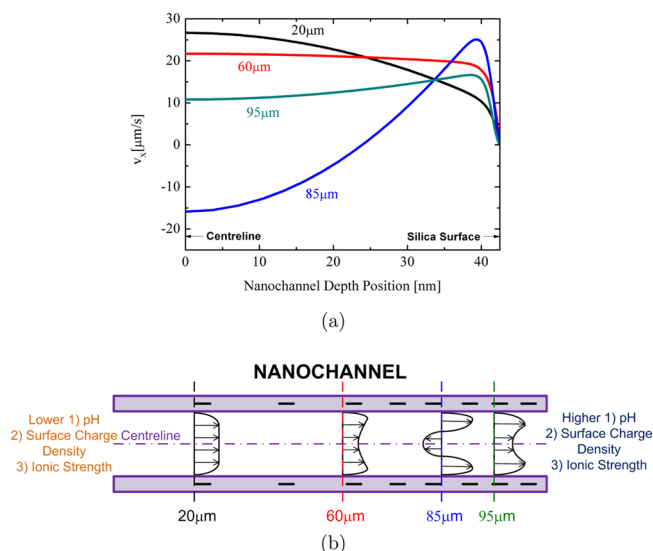 30
20
10
0
-10
-20
v_x[μm/s]
20μm
60μm
95μm
85μm
Centreline
Silica Surface
0 10 20 30 40
Nanochannel Depth Position [nm]
(a)
NANOCHANNEL
Lower 1) pH
2) Surface Charge
Density
3) Ionic Strength
Centreline
Higher 1) pH
2) Surface Charge
Density
3) Ionic Strength
20μm 60μm 85μm 95μm
(b)